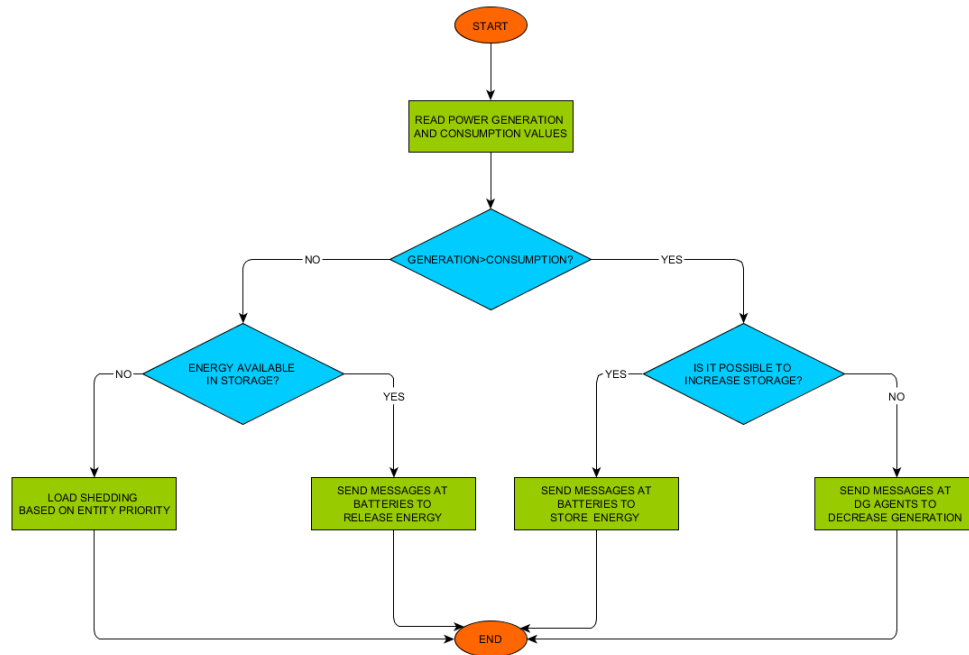 START
READ POWER GENERATION
AND CONSUMPTION VALUES
NO
GENERATION>CONSUMPTION?
YES
NO
ENERGY AVAILABLE
IN STORAGE?
YES
YES
IS IT POSSIBLE TO
INCREASE STORAGE?
NO
LOAD SHEDDING
BASED ON ENTITY PRIORITY
SEND MESSAGES AT
BATTERIES TO
RELEASE ENERGY
SEND MESSAGES AT
BATTERIES TO
STORE ENERGY
SEND MESSAGES AT
DG AGENTS TO
DECREASE GENERATION
END